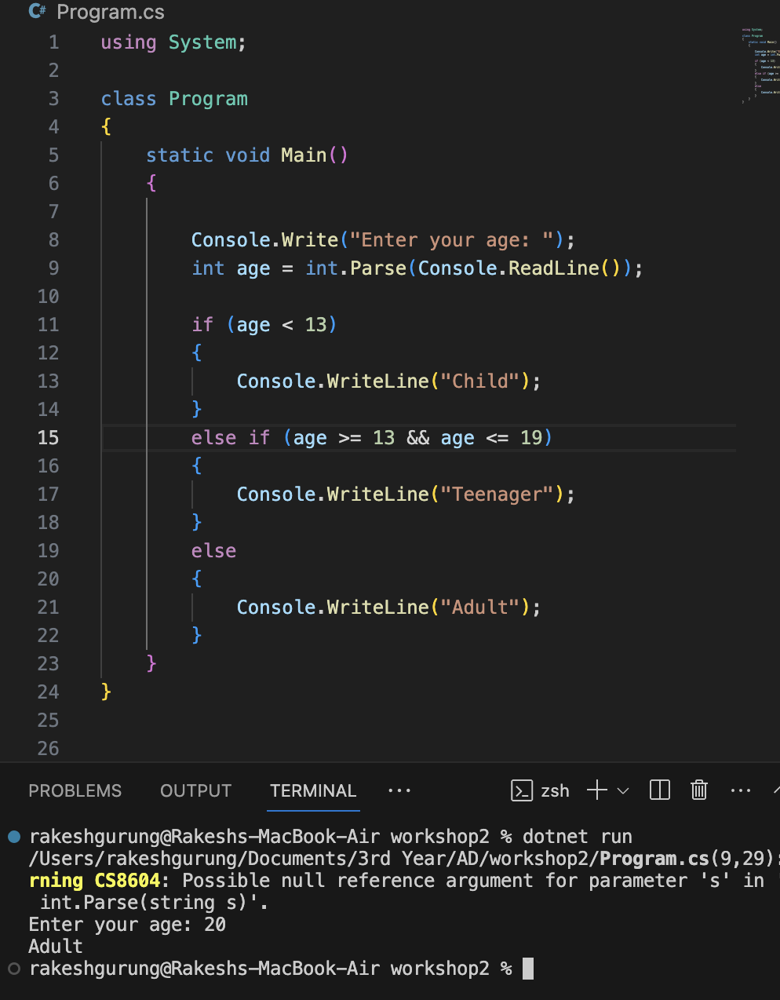 C# Program.cs
1 using System;
2
3 class Program
4 {
5     static void Main()
6     {
7
8         Console.Write("Enter your age: ");
9         int age = int.Parse(Console.ReadLine());
10
11         if (age < 13)
12         {
13             Console.WriteLine("Child");
14         }
15         else if (age >= 13 && age <= 19)
16         {
17             Console.WriteLine("Teenager");
18         }
19         else
20         {
21             Console.WriteLine("Adult");
22         }
23     }
24 }
25
26
PROBLEMS OUTPUT TERMINAL ··· zsh
rakeshgurung@Rakeshs-MacBook-Air workshop2 % dotnet run
/Users/rakeshgurung/Documents/3rd Year/AD/workshop2/Program.cs(9,29):
rning CS8604: Possible null reference argument for parameter 's' in '
int.Parse(string s)'.
Enter your age: 20
Adult
rakeshgurung@Rakeshs-MacBook-Air workshop2 %